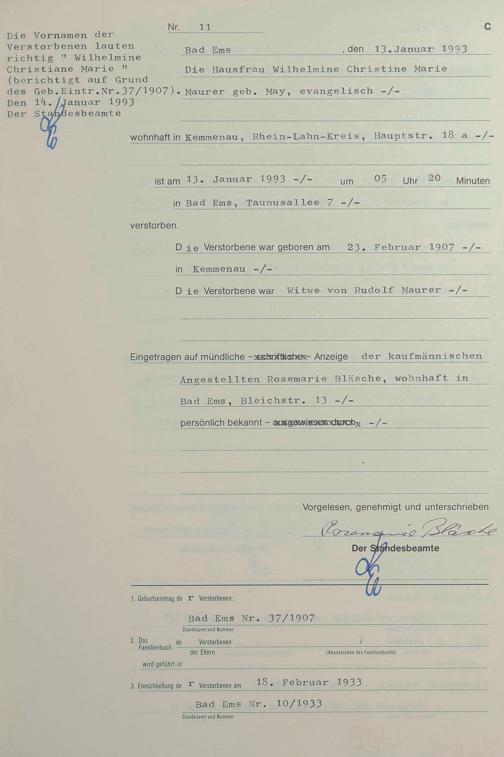 Nr. 11
C
Die Vornamen der
Verstorbenen lauten
richtig " Wilhelmine
Christiane Marie "
(berichtigt auf Grund
des Geb.Eintr.Nr.37/1907).
Den 14. Januar 1993
Der Standesbeamte
Bad Ems , den 13.Januar 1993
Die Hausfrau Wilhelmine Christine Marie
Maurer geb. May, evangelisch -/-
wohnhaft in Kemmenau, Rhein-Lahn-Kreis, Hauptstr. 18 a -/-
ist am 13. Januar 1993 -/- um 05 Uhr 20 Minuten
in Bad Ems, Taunusallee 7 -/-
verstorben.
D ie Verstorbene war geboren am 23. Februar 1907 -/-
in Kemmenau -/-
D ie Verstorbene war Witwe von Rudolf Maurer -/-
Eingetragen auf mündliche - schriftliche - Anzeige der kaufmännischen
Angestellten Rosemarie Bläsche, wohnhaft in
Bad Ems, Bleichstr. 13 -/-
persönlich bekannt - ausgewiesen durch -/-
Vorgelesen, genehmigt und unterschrieben
Rosemarie Bläsche
Der Standesbeamte
1. Geburtseintrag de r Verstorbenen:
Bad Ems Nr. 37/1907
Standesamt und Nummer
2. Das Familienbuch de Verstorbenen /
der Eltern (Kennzeichen des Familienbuchs)
wird geführt in
3. Eheschließung de r Verstorbenen am 18. Februar 1933
Bad Ems Nr. 10/1933
Standesamt und Nummer